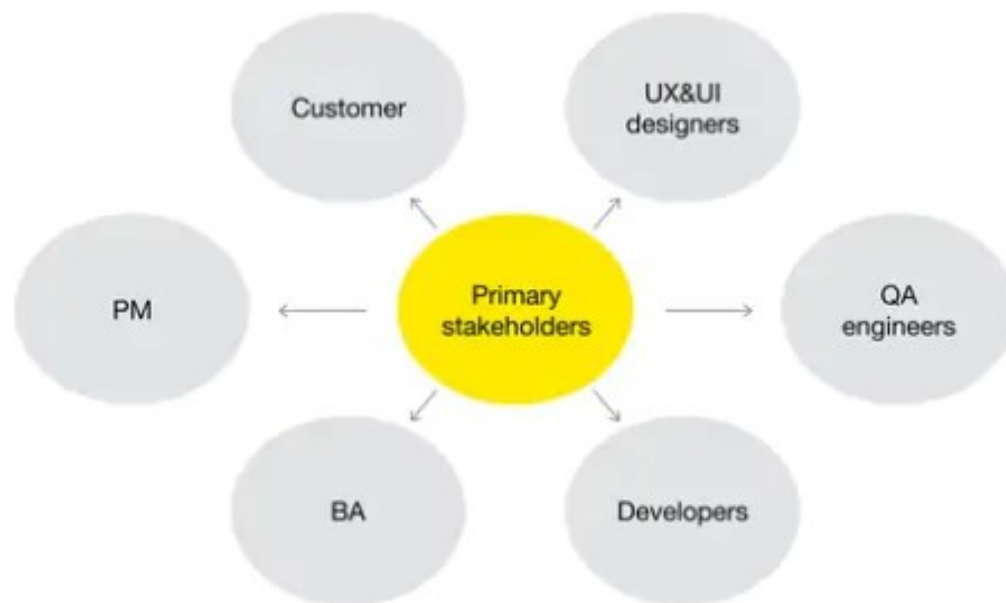 Customer
UX&UI
designers
PM
Primary
stakeholders
QA
engineers
BA
Developers